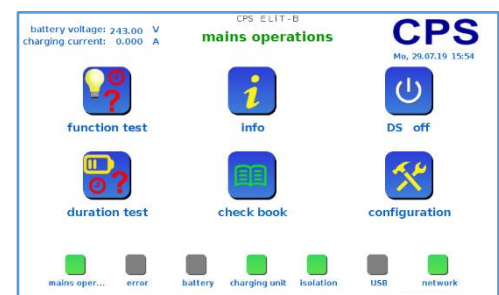 CPS ELiT-B
battery voltage: 243.00 V
charging current: 0.000 A
mains operations
CPS
Mo, 29.07.19 15:54
function test
info
DS off
duration test
check book
configuration
mains oper...
error
battery
charging unit
isolation
USB
network